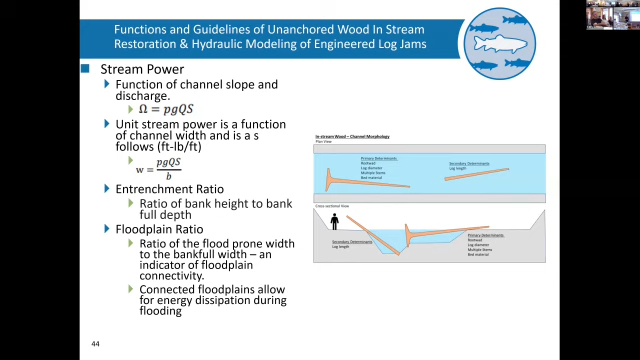 Functions and Guidelines of Unanchored Wood In Stream
Restoration & Hydraulic Modeling of Engineered Log Jams
Stream Power
Function of channel slope and
discharge.
Ω = pgQS
Unit stream power is a function
of channel width and is a s
follows (ft-lb/ft)
w = pgQS / b
Entrenchment Ratio
Ratio of bank height to bank
full depth
Floodplain Ratio
Ratio of the flood prone width
to the bankfull width – an
indicator of floodplain
connectivity.
Connected floodplains allow
for energy dissipation during
flooding
In-stream Wood – Channel Morphology
Plan View
Primary Determinants
Rootwad
Log diameter
Multiple Items
Bed material
Secondary Determinants
Log length
Cross sectional View
Secondary Determinants
Log length
Primary Determinants
Rootwad
Log diameter
Multiple Items
Bed material
44